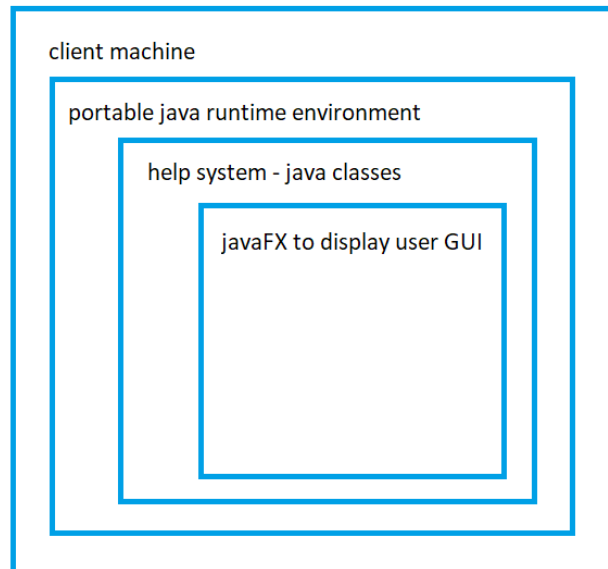 client machine
portable java runtime environment
help system - java classes
javaFX to display user GUI